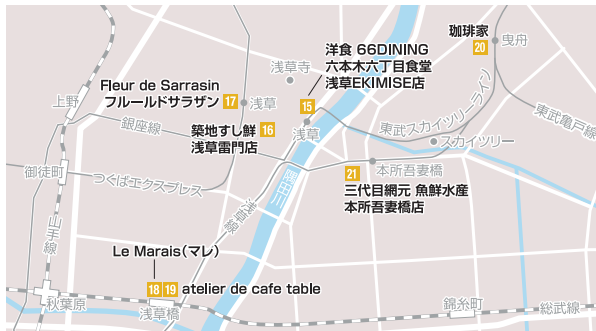 珈琲家
20
曳舟
洋食 66DINING
六本木六丁目食堂
浅草EKIMISE店
15
浅草寺
Fleur de Sarrasin
フルールドサラザン
17
浅草
上野
銀座線
築地すし鮮
浅草雷門店
16
浅草
東武スカイツリーライン
東武亀戸線
スカイツリー
本所吾妻橋
21
三代目網元 魚鮮水産
本所吾妻橋店
御徒町
つくばエクスプレス
隅田川
浅草線
山手線
Le Marais(マレ)
18 19 atelier de cafe table
秋葉原
浅草橋
錦糸町
総武線